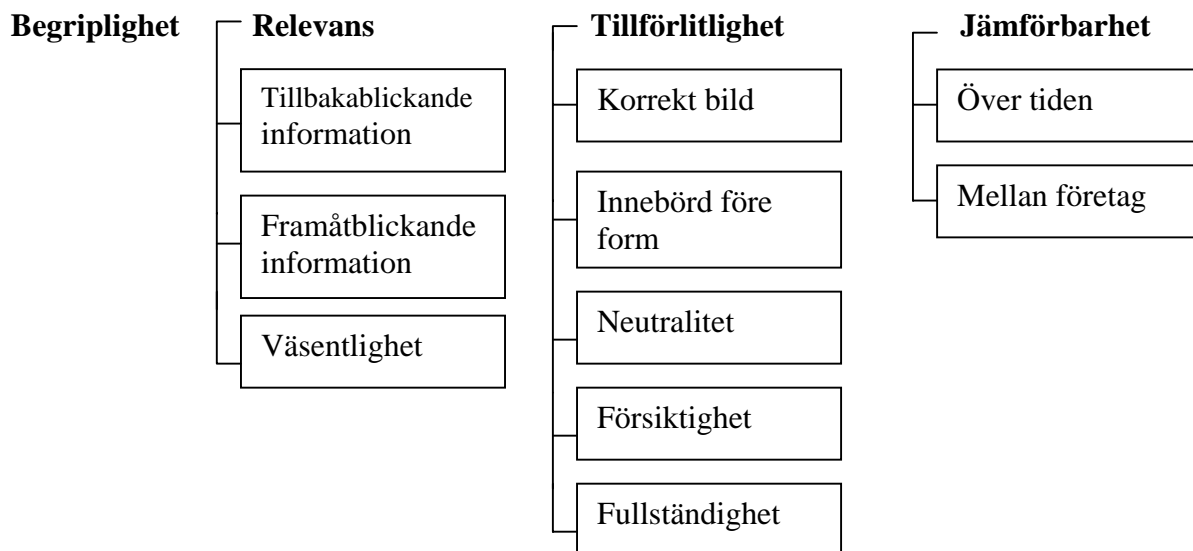 Begriplighet
Relevans
Tillbakablickande
information
Framåtblickande
information
Väsentlighet
Tillförlitlighet
Korrekt bild
Innebörd före
form
Neutralitet
Försiktighet
Fullständighet
Jämförbarhet
Över tiden
Mellan företag